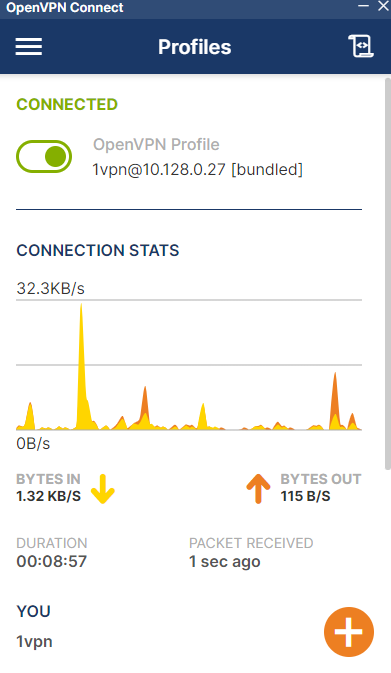 OpenVPN Connect
Profiles
CONNECTED
OpenVPN Profile
1vpn@10.128.0.27 [bundled]
CONNECTION STATS
32.3KB/s
0B/s
BYTES IN
1.32 KB/S
BYTES OUT
115 B/S
DURATION
00:08:57
PACKET RECEIVED
1 sec ago
YOU
1vpn